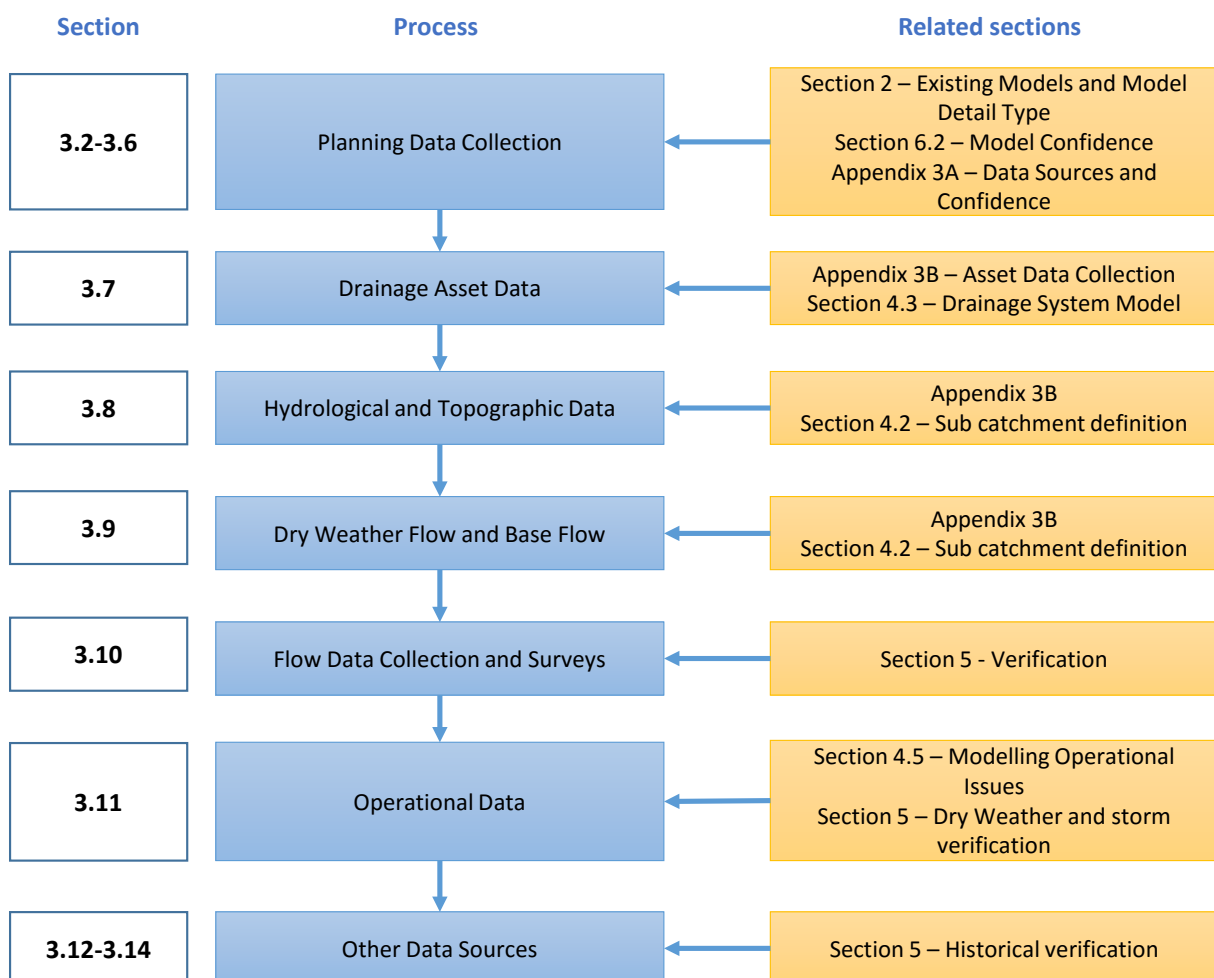 Section
Process
Related sections
3.2-3.6
Planning Data Collection
Section 2 – Existing Models and Model
Detail Type
Section 6.2 – Model Confidence
Appendix 3A – Data Sources and
Confidence
3.7
Drainage Asset Data
Appendix 3B – Asset Data Collection
Section 4.3 – Drainage System Model
3.8
Hydrological and Topographic Data
Appendix 3B
Section 4.2 – Sub catchment definition
3.9
Dry Weather Flow and Base Flow
Appendix 3B
Section 4.2 – Sub catchment definition
3.10
Flow Data Collection and Surveys
Section 5 - Verification
3.11
Operational Data
Section 4.5 – Modelling Operational
Issues
Section 5 – Dry Weather and storm
verification
3.12-3.14
Other Data Sources
Section 5 – Historical verification